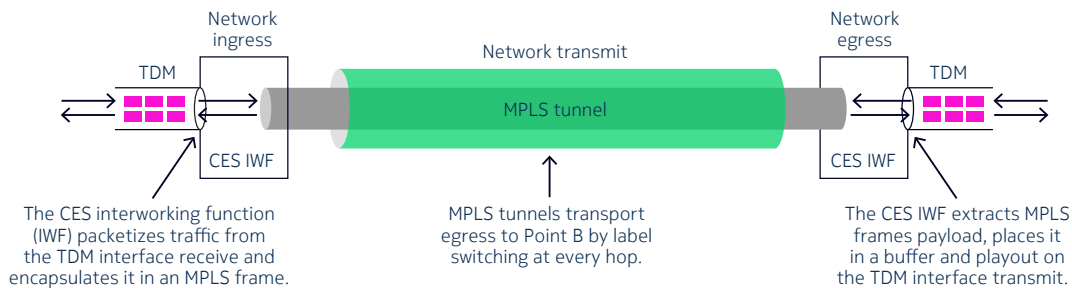 Network
ingress
Network transmit
Network
egress
TDM
TDM
MPLS tunnel
CES IWF
CES IWF
The CES interworking function
(IWF) packetizes traffic from
the TDM interface receive and
encapsulates it in an MPLS frame.
MPLS tunnels transport
egress to Point B by label
switching at every hop.
The CES IWF extracts MPLS
frames payload, places it
in a buffer and playout on
the TDM interface transmit.